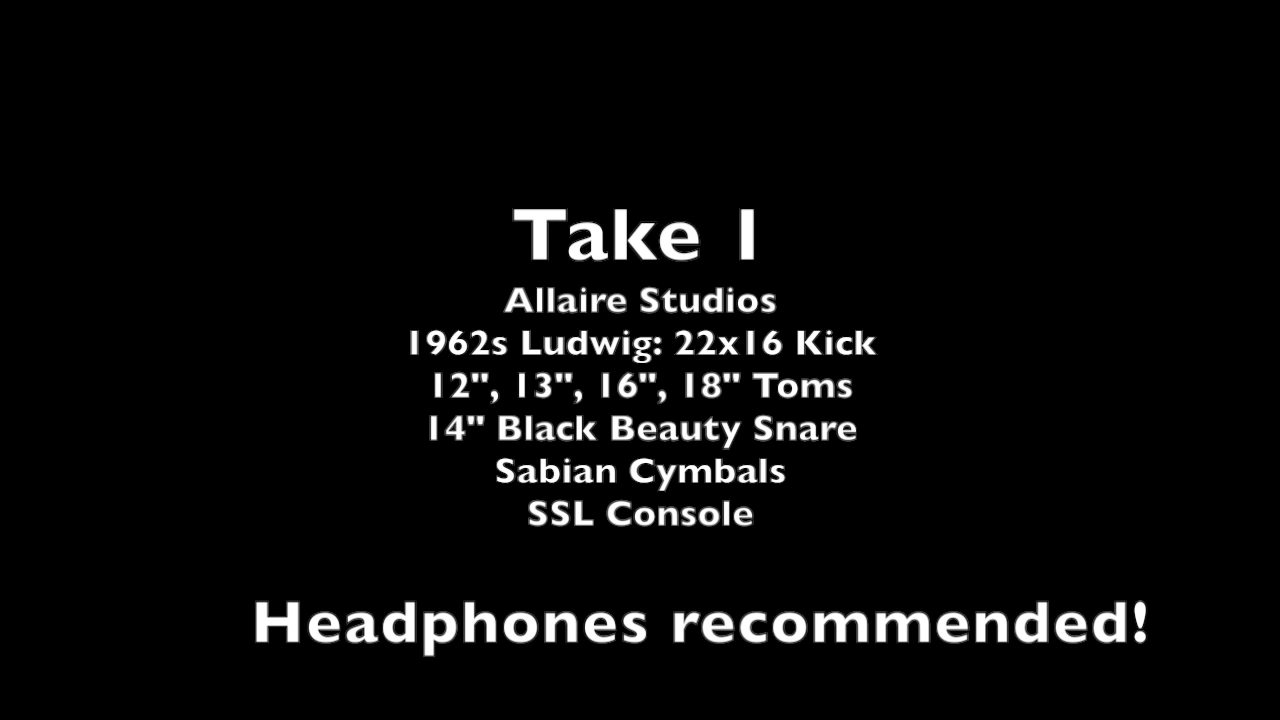 Take 1
Allaire Studios
1962s Ludwig: 22x16 Kick
12", 13", 16", 18" Toms
14" Black Beauty Snare
Sabian Cymbals
SSL Console
Headphones recommended!